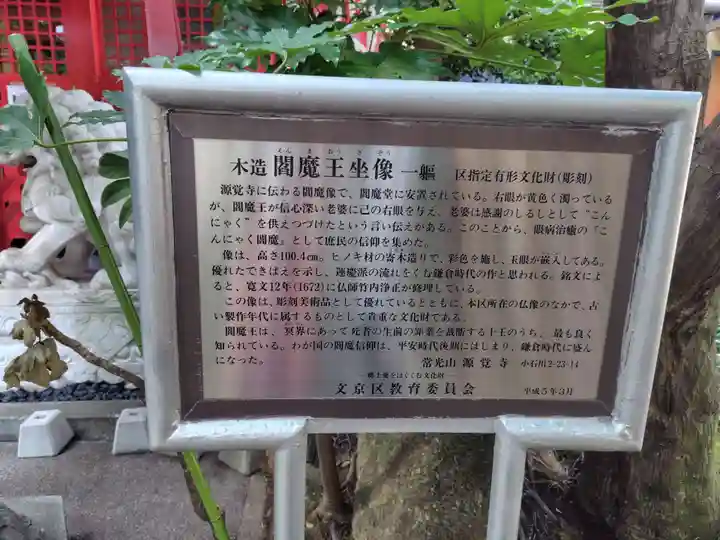 えんまおうざぞう
木造 閻魔王坐像 一軀 区指定有形文化財(彫刻)
源覚寺に伝わる閻魔像で、閻魔堂に安置されている。右眼が黄色く濁っている
が、閻魔王が信心深い老婆に己の右眼を与え、老婆は感謝のしるしとして“こん
にゃく”を供えつづけたという言い伝えがある。このことから、眼病治癒の『こ
んにゃく閻魔』として庶民の信仰を集めた。
像は、高さ100.4cm。ヒノキ材の寄木造りで、彩色を施し、玉眼が嵌入してある。
優れたできばえを示し、運慶派の流れをくむ鎌倉時代の作と思われる。銘文によ
ると、寛文12年(1672)に仏師竹内浄正が修理している。
この像は、彫刻美術品として優れているとともに、本区所在の仏像のなかで、古
い製作年代に属するものとして貴重な文化財である。
閻魔王は、冥界にあって死者の生前の罪業を裁断する十王のうち、最も良く
知られている。わが国の閻魔信仰は、平安時代後期にはじまり、鎌倉時代に盛ん
になった。 常光山 源覚寺 小石川2-23-14
―郷土愛をはぐくむ文化財―
文京区教育委員会 平成5年3月